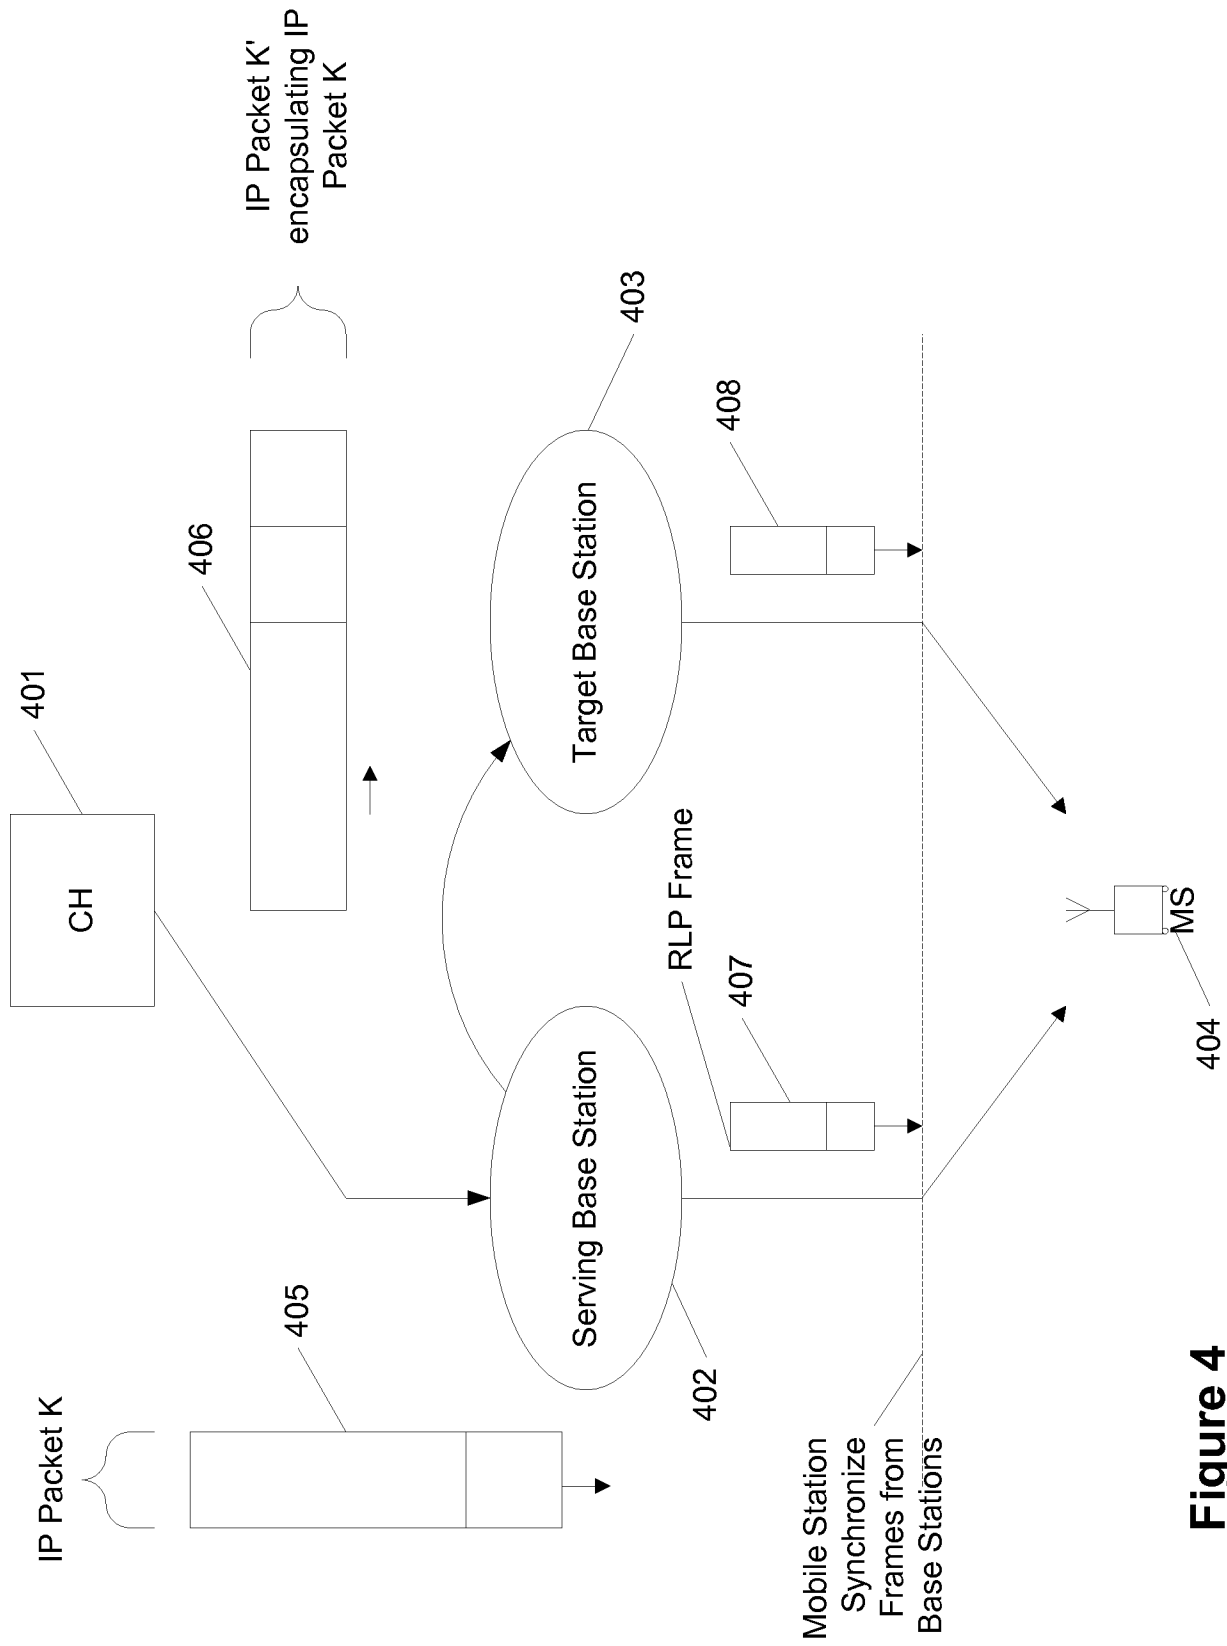 IP Packet K
405
CH
401
406
IP Packet K'
encapsulating IP
Packet K
Serving Base Station
402
Target Base Station
403
RLP Frame
407
408
Mobile Station
Synchronize
Frames from
Base Stations
MS
404
Figure 4